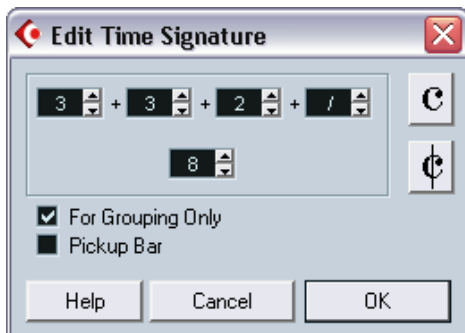 Edit Time Signature
3 + 3 + 2 + /
8
For Grouping Only
Pickup Bar
Help Cancel OK